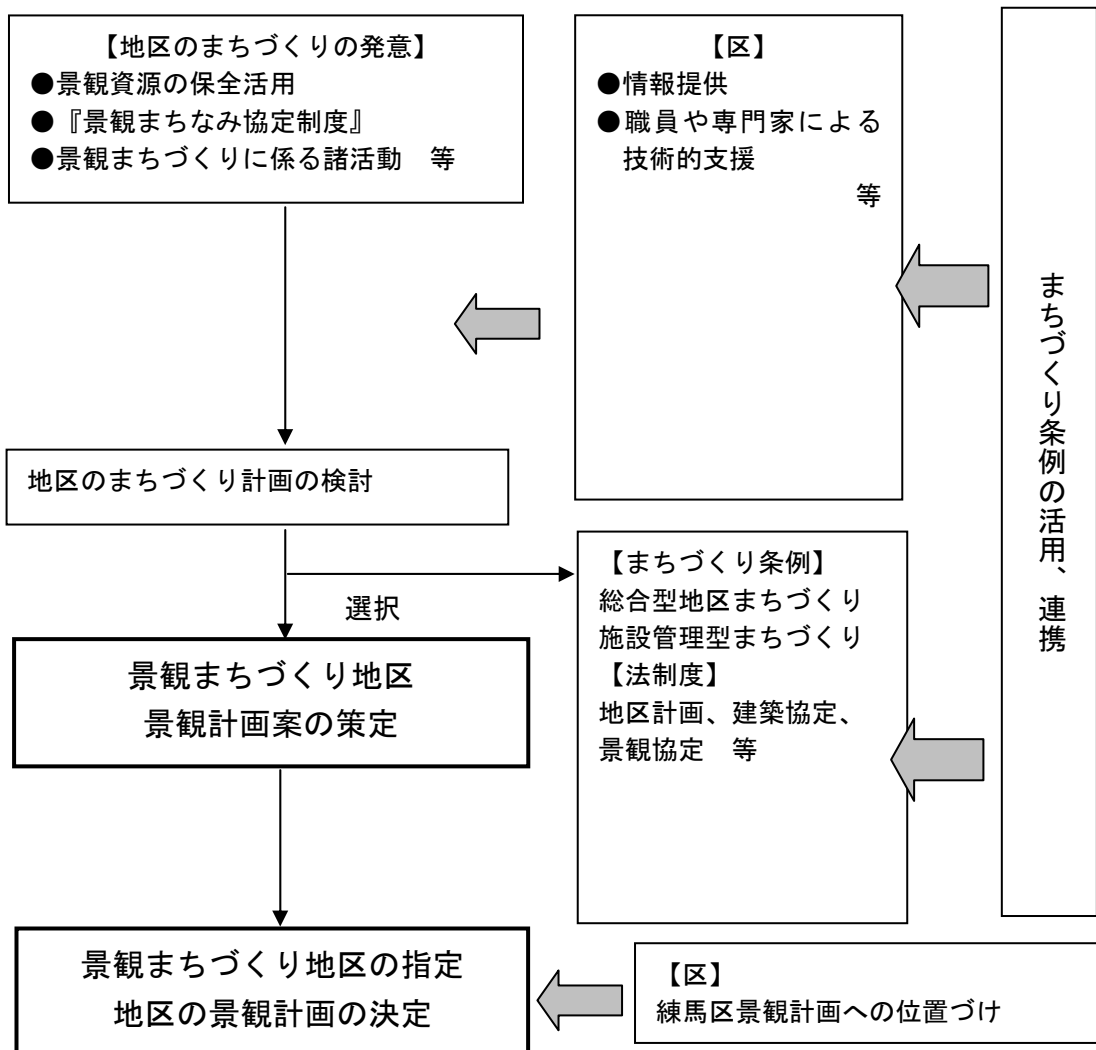 【地区のまちづくりの発意】
●景観資源の保全活用
●『景観まちなみ協定制度』
●景観まちづくりに係る諸活動　等
【区】
●情報提供
●職員や専門家による
技術的支援
等
まちづくり条例の活用、連携
地区のまちづくり計画の検討
選択
【まちづくり条例】
総合型地区まちづくり
施設管理型まちづくり
【法制度】
地区計画、建築協定、
景観協定　等
景観まちづくり地区
景観計画案の策定
景観まちづくり地区の指定
地区の景観計画の決定
【区】
練馬区景観計画への位置づけ